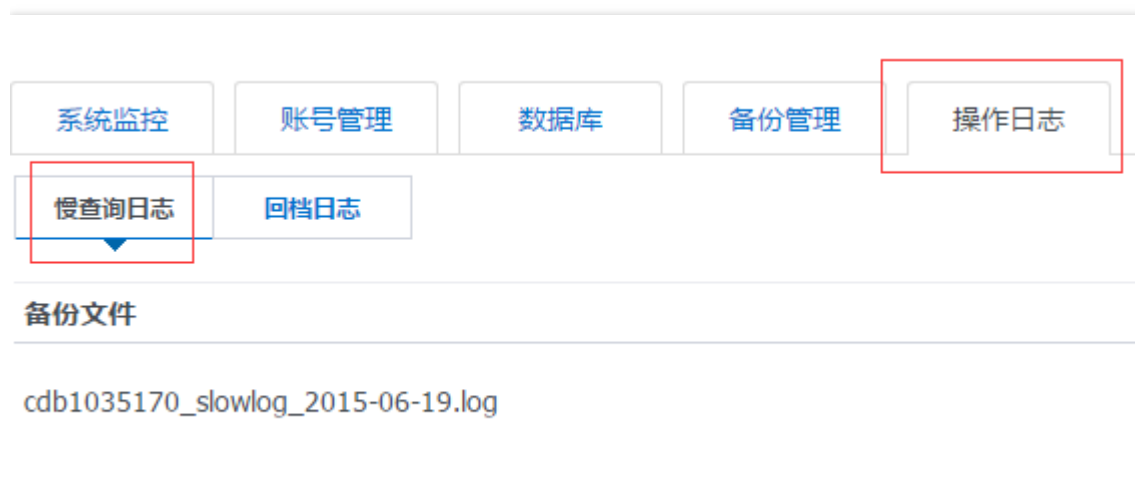 系统监控 账号管理 数据库 备份管理 操作日志
慢查询日志 回档日志
备份文件
cdb1035170_slowlog_2015-06-19.log